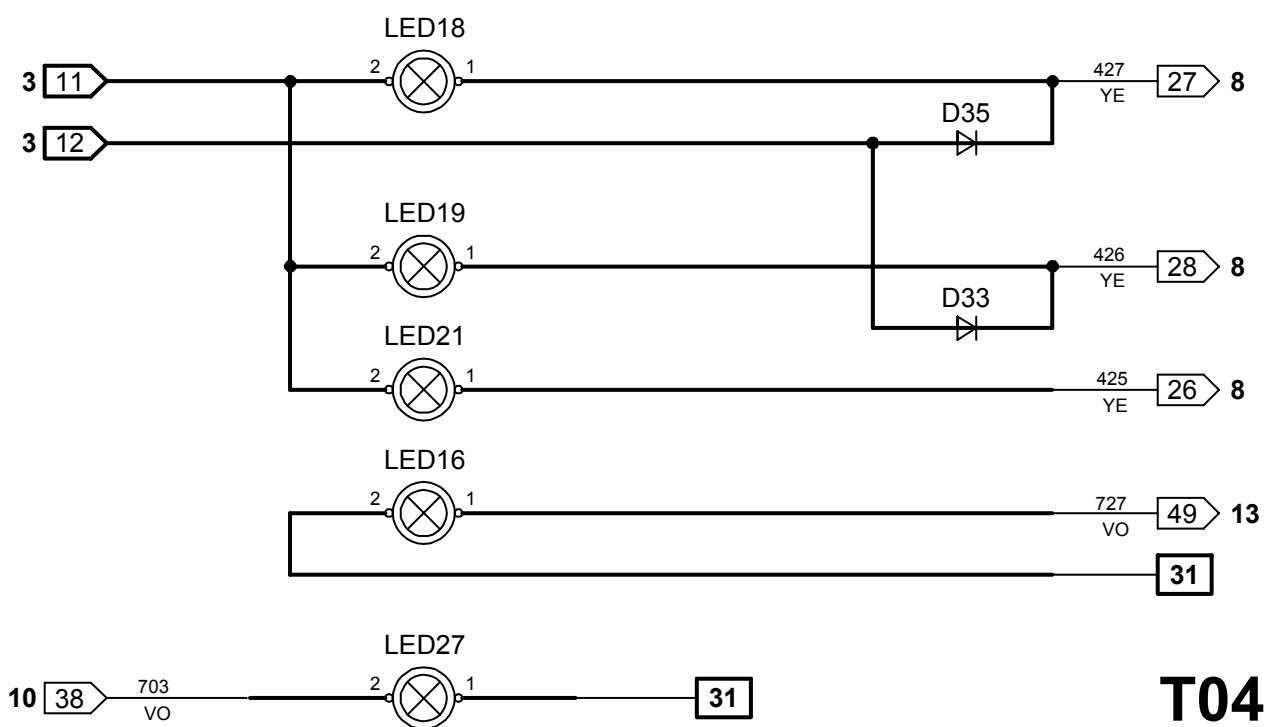 LED18
3 11 2 1 427 YE 27 8
D35
3 12
LED19
2 1 426 YE 28 8
D33
LED21
2 1 425 YE 26 8
LED16
2 1 727 VO 49 13
31
LED27
10 38 703 VO 2 1 31
T04